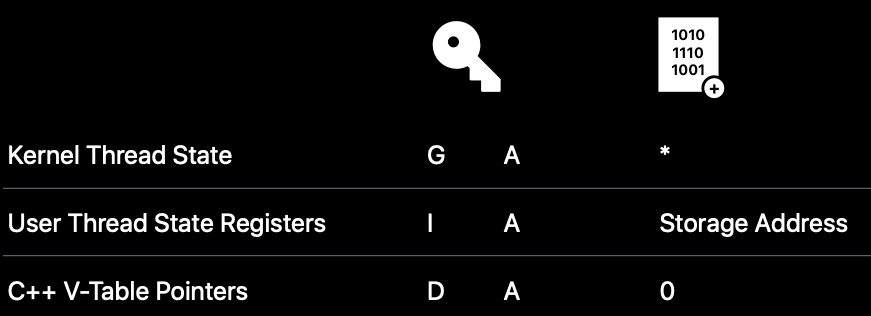 1010
1110
1001
+
Kernel Thread State G A *
User Thread State Registers I A Storage Address
C++ V-Table Pointers D A 0